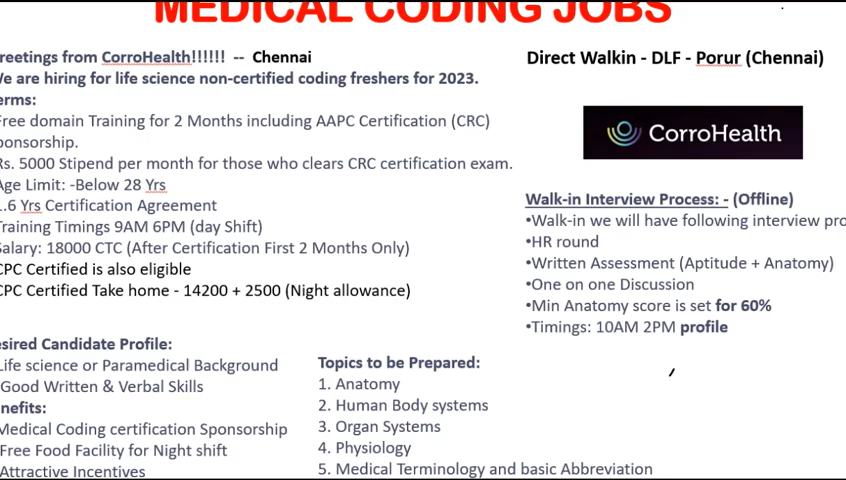 MEDICAL CODING JOBS
reetings from CorroHealth!!!!!! -- Chennai
We are hiring for life science non-certified coding freshers for 2023.
erms:
Free domain Training for 2 Months including AAPC Certification (CRC)
ponsorship.
Rs. 5000 Stipend per month for those who clears CRC certification exam.
Age Limit: -Below 28 Yrs
1.6 Yrs Certification Agreement
Training Timings 9AM 6PM (day Shift)
Salary: 18000 CTC (After Certification First 2 Months Only)
CPC Certified is also eligible
CPC Certified Take home - 14200 + 2500 (Night allowance)
esired Candidate Profile:
Life science or Paramedical Background
Good Written & Verbal Skills
enefits:
Medical Coding certification Sponsorship
Free Food Facility for Night shift
Attractive Incentives
Topics to be Prepared:
1. Anatomy
2. Human Body systems
3. Organ Systems
4. Physiology
5. Medical Terminology and basic Abbreviation
Direct Walkin - DLF - Porur (Chennai)
CorroHealth
Walk-in Interview Process: - (Offline)
•Walk-in we will have following interview pro
•HR round
•Written Assessment (Aptitude + Anatomy)
•One on one Discussion
•Min Anatomy score is set for 60%
•Timings: 10AM 2PM profile